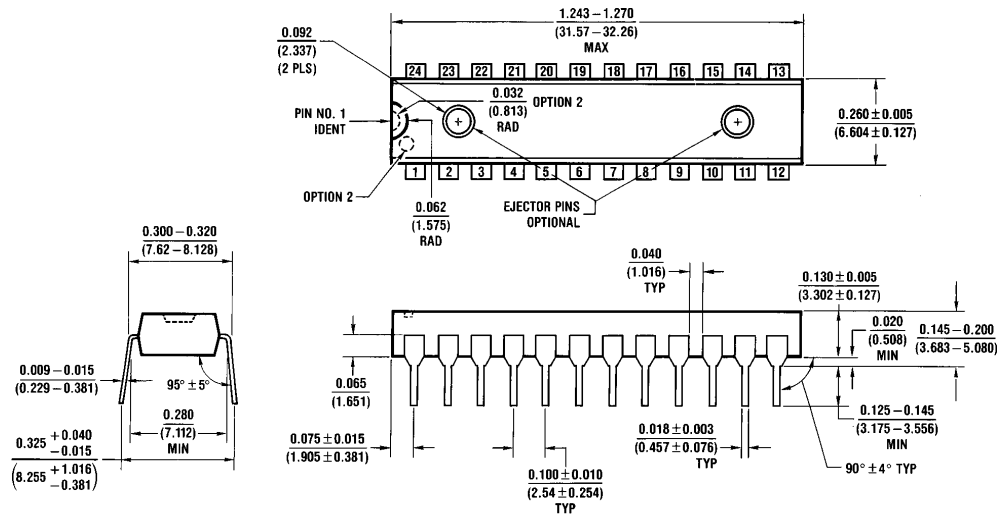 1.243–1.270
(31.57–32.26)
MAX
0.092
(2.337)
(2 PLS)
24 23 22 21 20 19 18 17 16 15 14 13
0.032
(0.813)
RAD
OPTION 2
PIN NO. 1
IDENT
0.260±0.005
(6.604±0.127)
1 2 3 4 5 6 7 8 9 10 11 12
OPTION 2
0.062
(1.575)
RAD
EJECTOR PINS
OPTIONAL
0.300–0.320
(7.62–8.128)
0.040
(1.016)
TYP
0.130±0.005
(3.302±0.127)
0.020
(0.508)
MIN
0.145–0.200
(3.683–5.080)
0.009–0.015
(0.229–0.381)
95°±5°
0.280
(7.112)
MIN
0.065
(1.651)
0.125–0.145
(3.175–3.556)
MIN
0.325 +0.040
–0.015
(8.255 +1.016
–0.381)
0.075±0.015
(1.905±0.381)
0.100±0.010
(2.54±0.254)
TYP
0.018±0.003
(0.457±0.076)
TYP
90°±4° TYP